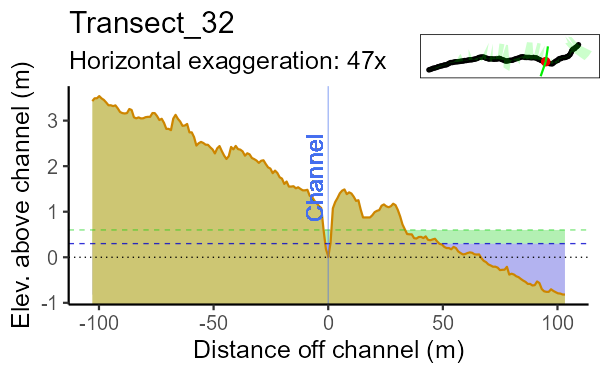 Transect_32
Horizontal exaggeration: 47x
Elev. above channel (m)
3
2
1
0
-1
Channel
-100
-50
0
50
100
Distance off channel (m)